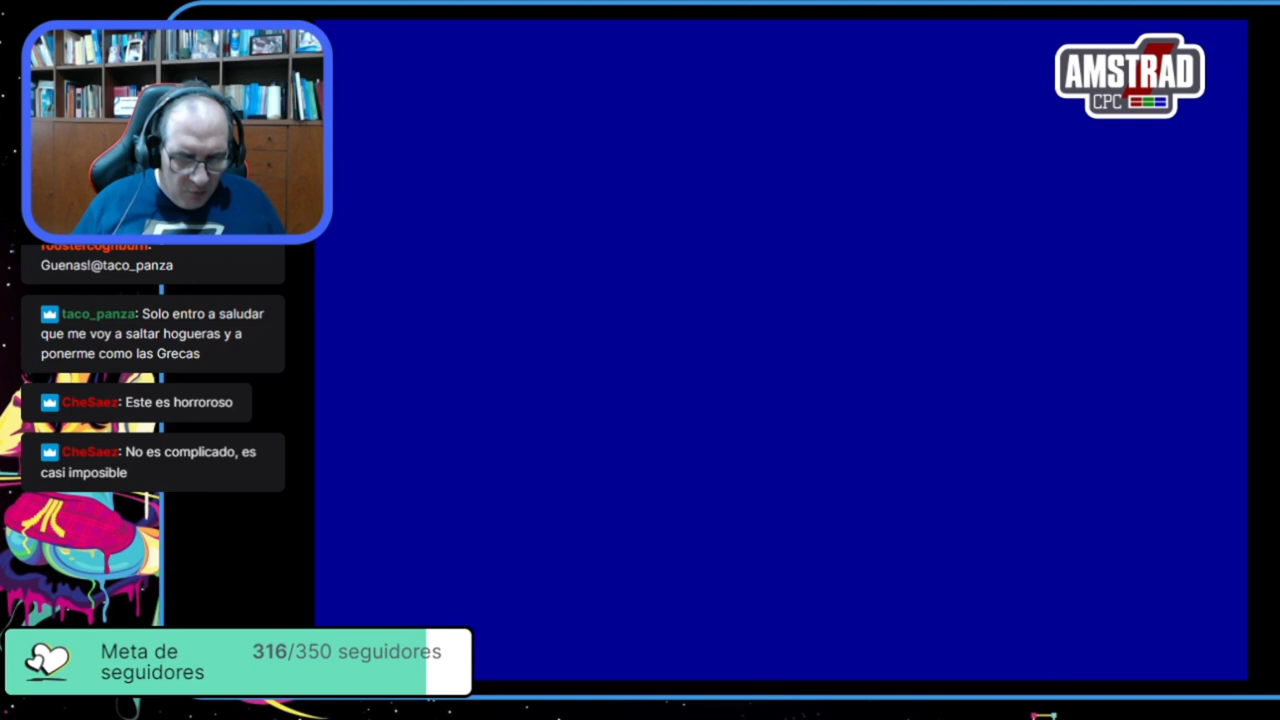 AMSTRAD
CPC
roostercognburn:
Guenas!@taco_panza
taco_panza: Solo entro a saludar
que me voy a saltar hogueras y a
ponerme como las Grecas
CheSaez: Este es horroroso
CheSaez: No es complicado, es
casi imposible
Meta de
seguidores
316/350 seguidores